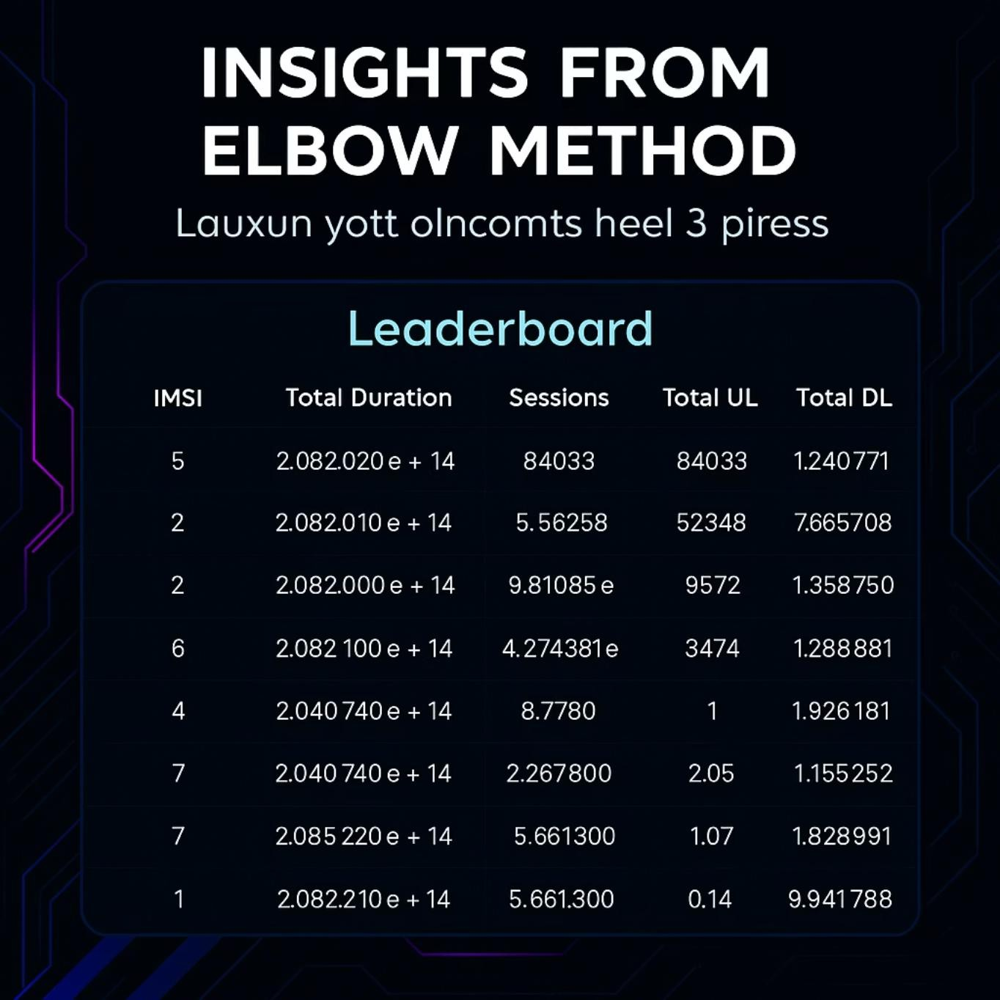 INSIGHTS FROM
ELBOW METHOD
Lauxun yott olncomts heel 3 piress
Leaderboard
IMSI Total Duration Sessions Total UL Total DL
5 2.082.020 e + 14 84033 84033 1.240771
2 2.082.010 e + 14 5.56258 52348 7.665708
2 2.082.000 e + 14 9.81085 e 9572 1.358750
6 2.082 100 e + 14 4.274381 e 3474 1.288881
4 2.040 740 e + 14 8.7780 1 1.926181
7 2.040 740 e + 14 2.267800 2.05 1.155252
7 2.085 220 e + 14 5.661300 1.07 1.828991
1 2.082.210 e + 14 5.661.300 0.14 9.941788